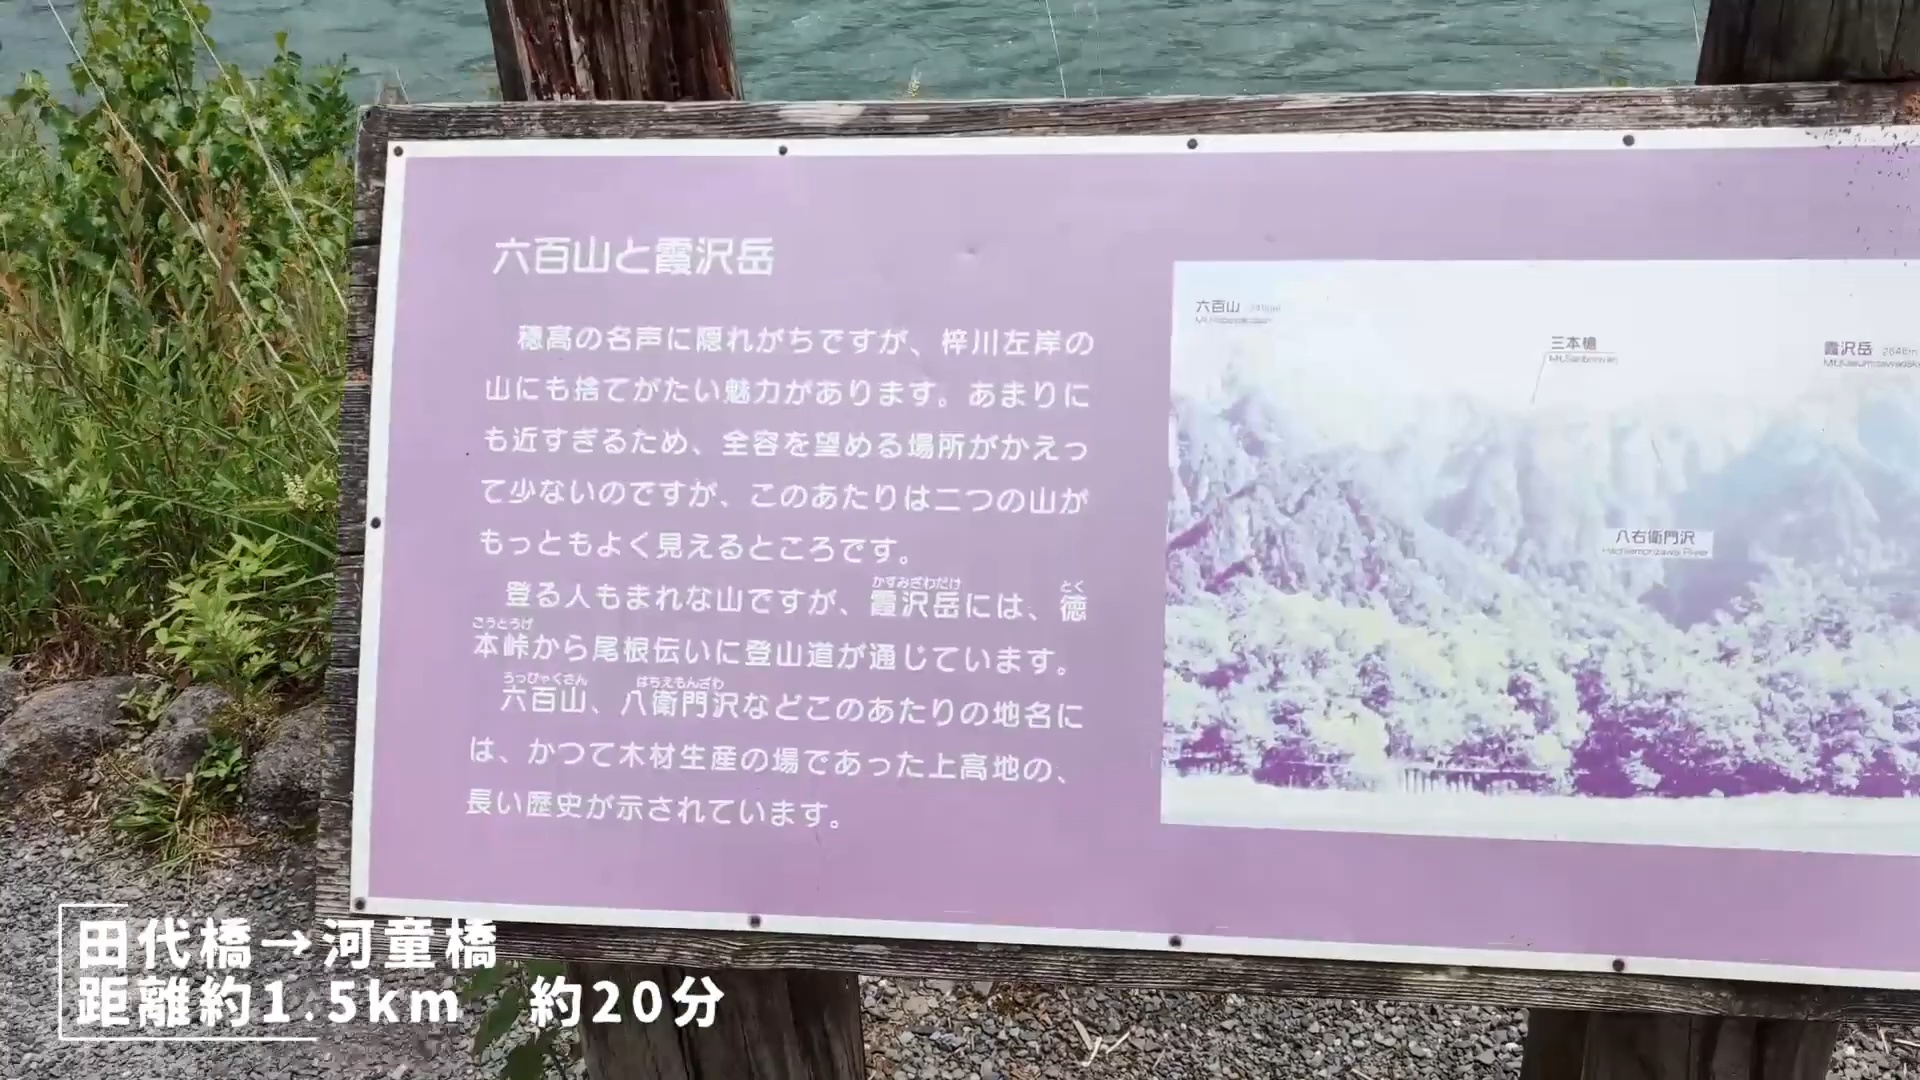 六百山と霞沢岳
穂高の名声に隠れがちですが、梓川左岸の
山にも捨てがたい魅力があります。あまりに
も近すぎるため、全容を望める場所がかえっ
て少ないのですが、このあたりは二つの山が
もっともよく見えるところです。
かすみざわだけ とく
登る人もまれな山ですが、霞沢岳には、徳
ごうとうげ
本峠から尾根伝いに登山道が通じています。
ろっぴゃくさん はちえもんざわ
六百山、八衛門沢などこのあたりの地名に
は、かつて木材生産の場であった上高地の、
長い歴史が示されています。
六百山
三本槍
霞沢岳
八右衛門沢
田代橋→河童橋
距離約1.5km 約20分